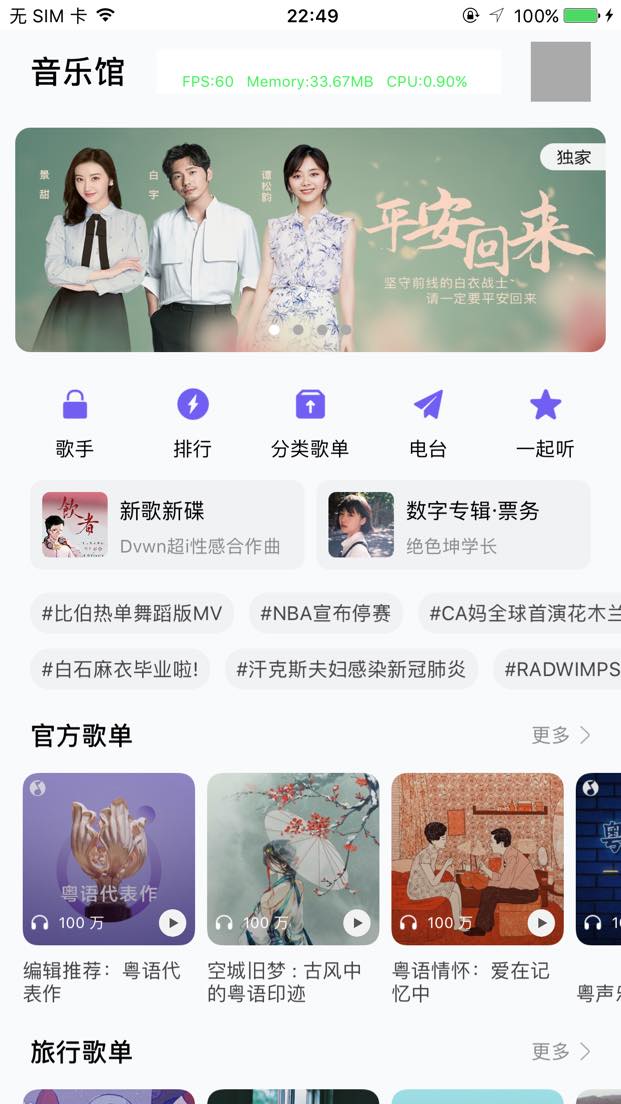 无 SIM 卡
22:49
100%
音乐馆
FPS:60 Memory:33.67MB CPU:0.90%
独家
景甜
白宇
谭松韵
平安回来
坚守前线的白衣战士
请一定要平安回来
歌手
排行
分类歌单
电台
一起听
新歌新碟
Dvwn超i性感合作曲
飲者
数字专辑·票务
绝色坤学长
#比伯热单舞蹈版MV
#NBA宣布停赛
#CA妈全球首演花木兰
#白石麻衣毕业啦!
#汗克斯夫妇感染新冠肺炎
#RADWIMPS
官方歌单
更多
粤语代表作
100 万
100 万
100 万
编辑推荐：粤语代
表作
空城旧梦 : 古风中
的粤语印迹
粤语情怀：爱在记
忆中
粤声
旅行歌单
更多